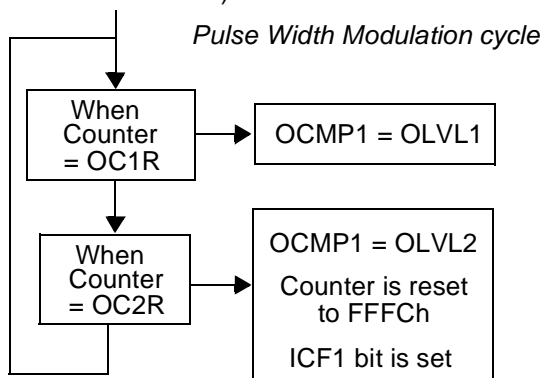 Pulse Width Modulation cycle
When
Counter
= OC1R
OCMP1 = OLVL1
When
Counter
= OC2R
OCMP1 = OLVL2
Counter is reset
to FFFCh
ICF1 bit is set